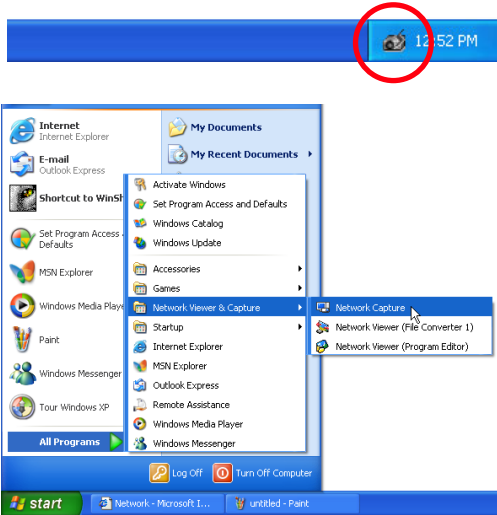 12:52 PM
Internet
Internet Explorer
E-mail
Outlook Express
Shortcut to WinSh
Set Program Access
Defaults
MSN Explorer
Windows Media Playe
Paint
Windows Messenger
Tour Windows XP
All Programs
My Documents
My Recent Documents
Activate Windows
Set Program Access and Defaults
Windows Catalog
Windows Update
Accessories
Games
Network Viewer & Capture
Startup
Internet Explorer
MSN Explorer
Outlook Express
Remote Assistance
Windows Media Player
Windows Messenger
Network Capture
Network Viewer (File Converter 1)
Network Viewer (Program Editor)
Log Off
Turn Off Computer
start
Network - Microsoft I...
untitled - Paint